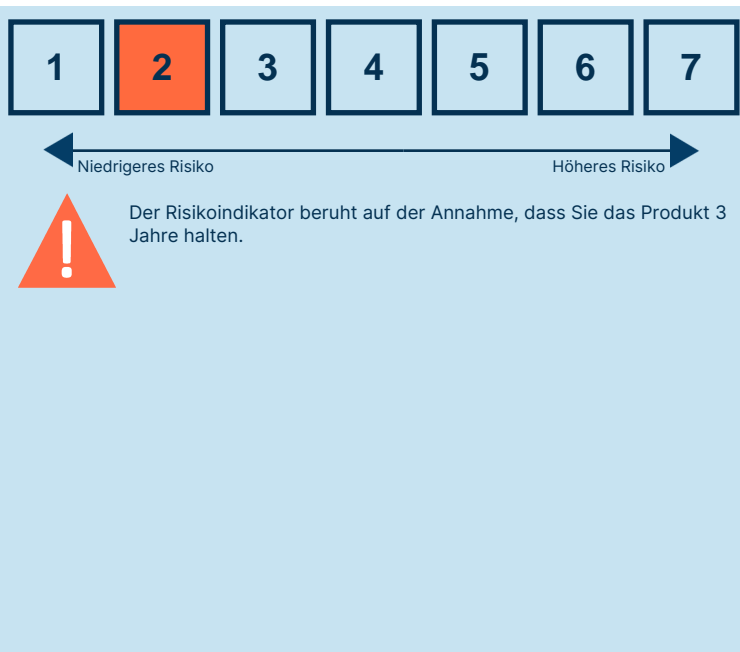 1 2 3 4 5 6 7
Niedrigeres Risiko Höheres Risiko
Der Risikoindikator beruht auf der Annahme, dass Sie das Produkt 3
Jahre halten.
!